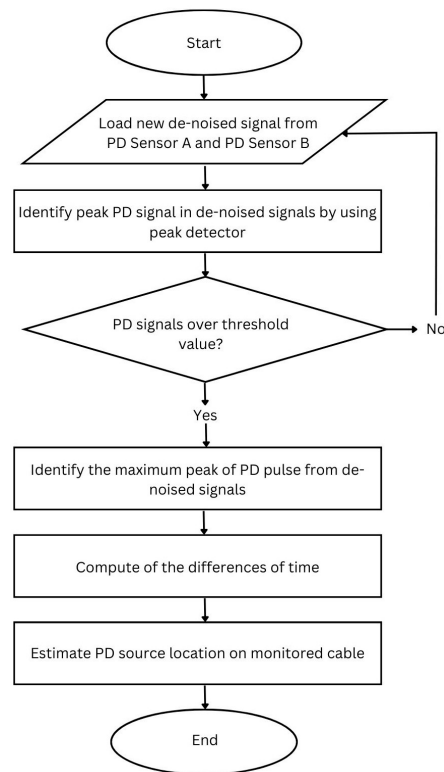 Start
Load new de-noised signal from
PD Sensor A and PD Sensor B
Identify peak PD signal in de-noised signals by using
peak detector
PD signals over threshold
value?
No
Yes
Identify the maximum peak of PD pulse from de-
noised signals
Compute of the differences of time
Estimate PD source location on monitored cable
End